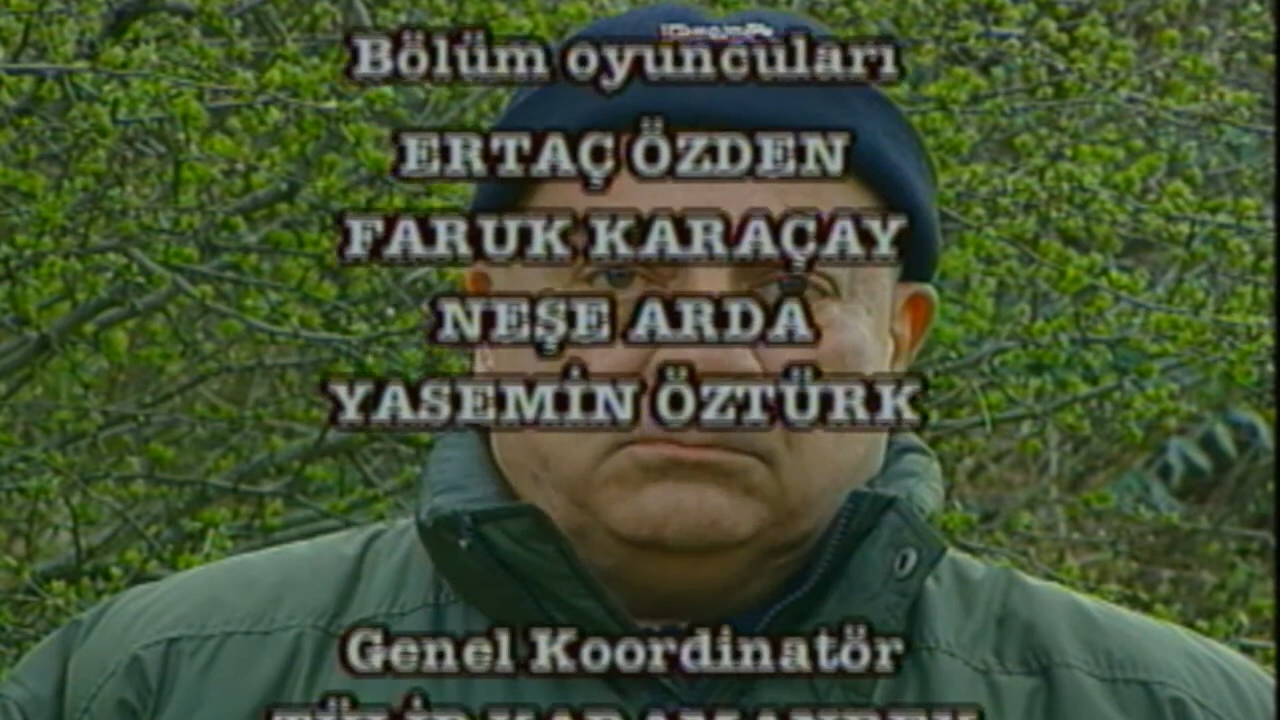 Bölüm oyuncuları
ERTAÇ ÖZDEN
FARUK KARAÇAY
NEŞE ARDA
YASEMİN ÖZTÜRK
Genel Koordinatör